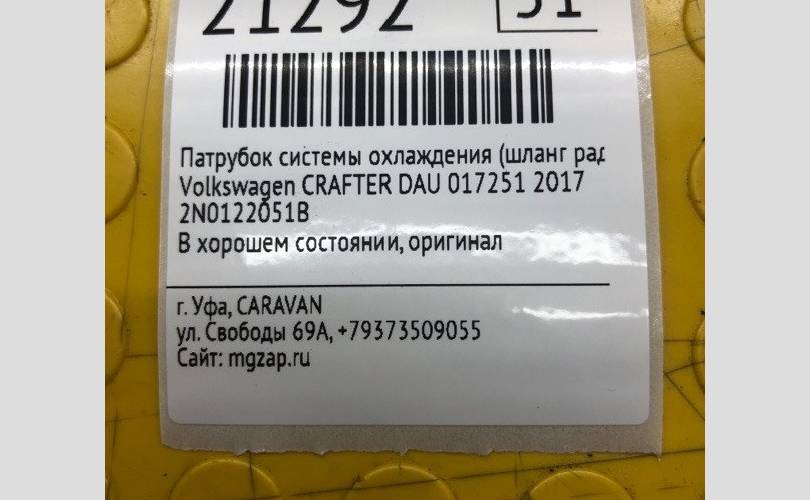 21292 51
Патрубок системы охлаждения (шланг рад
Volkswagen CRAFTER DAU 017251 2017
2N0122051B
В хорошем состоянии, оригинал
г. Уфа, CARAVAN
ул. Свободы 69А, +79373509055
Сайт: mgzap.ru